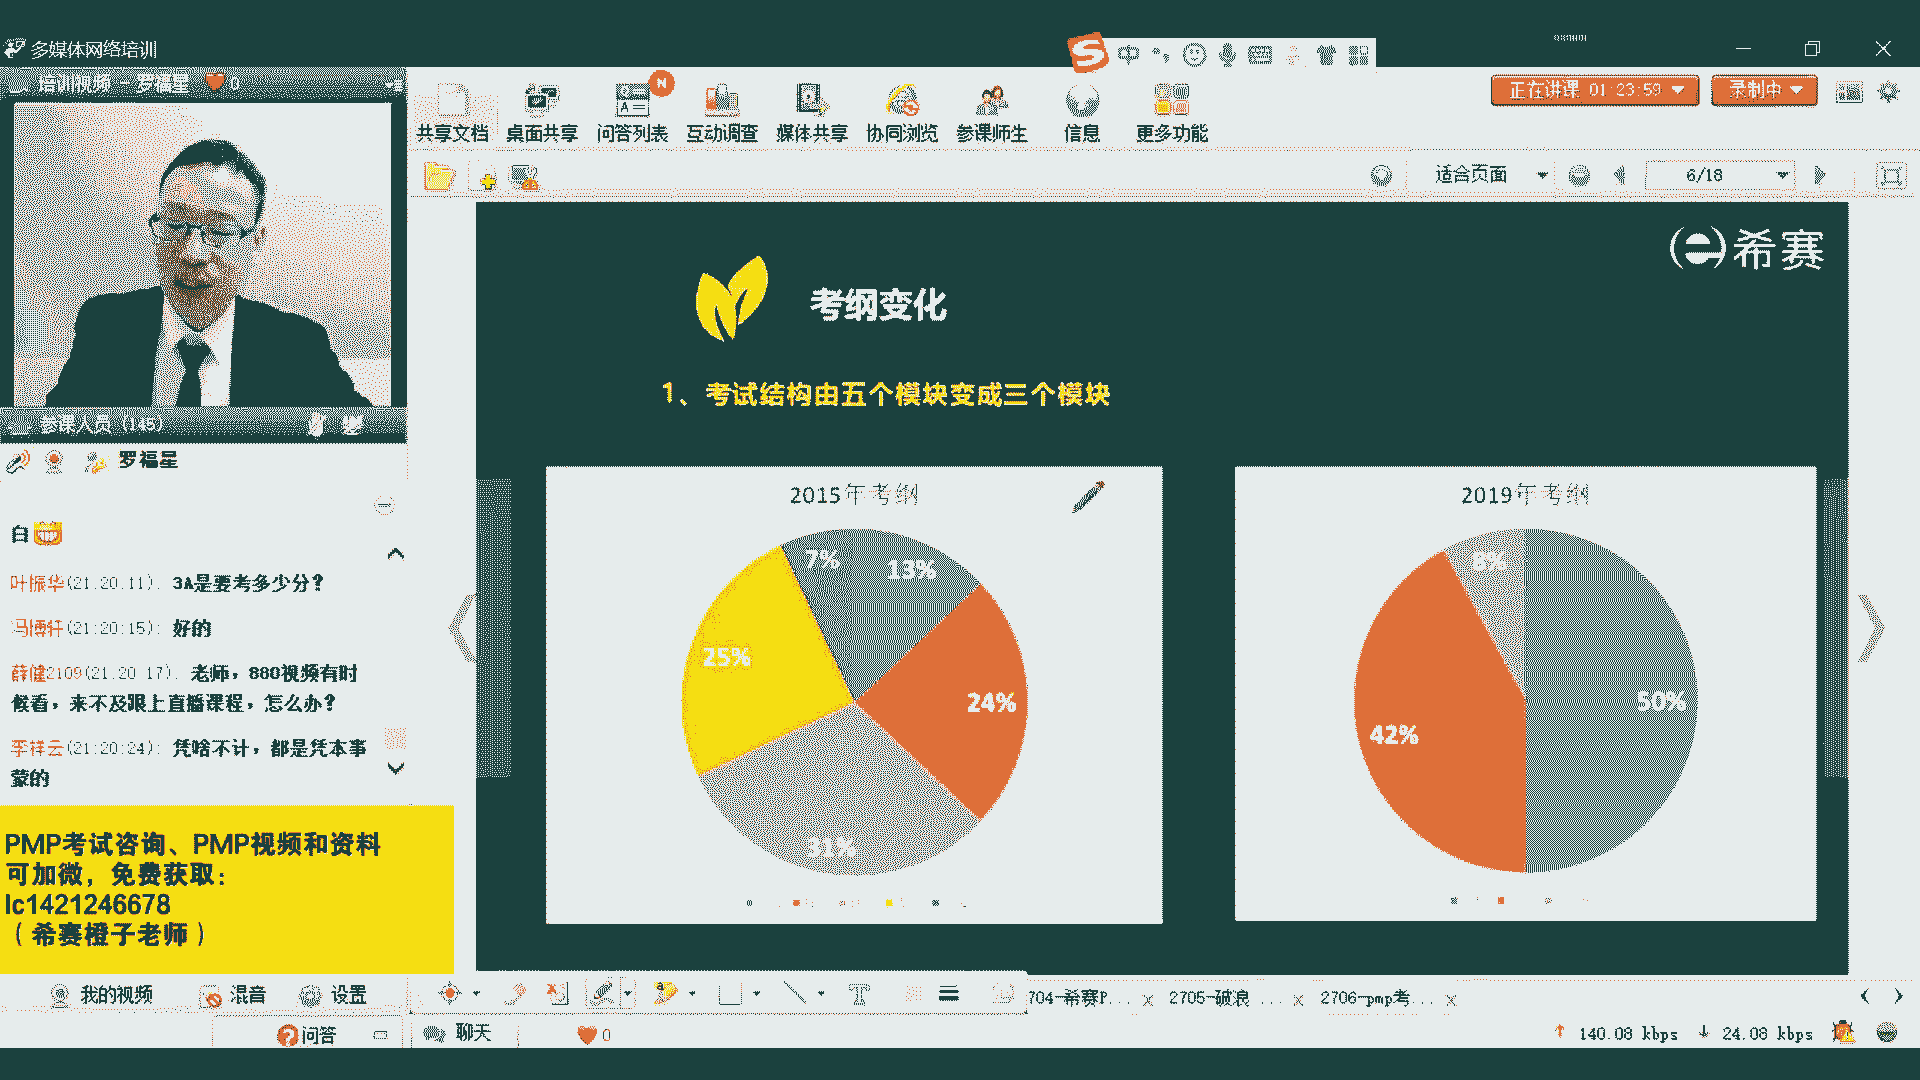 多媒体网络培训
培训视频 - 罗福星 0
正在讲课 01:23:59
录制中
共享文档
桌面共享
问答列表
互动调查
媒体共享
协同浏览
参课师生
信息
更多功能
适合页面
6/18
希赛
考纲变化
1、考试结构由五个模块变成三个模块
2015年考纲
7%
13%
25%
24%
31%
2019年考纲
8%
50%
42%
参课人员 (145)
罗福星
白
叶振华(21:20:11): 3A是要考多少分?
冯博轩(21:20:15): 好的
薛健2109(21:20:17): 老师，880视频有时
候看，来不及跟上直播课程，怎么办?
李祥云(21:20:24): 凭啥不计，都是凭本事
蒙的
PMP考试咨询、PMP视频和资料
可加微，免费获取：
lc1421246678
（希赛橙子老师）
我的视频
混音
设置
问答
聊天
0
704-希赛P...
2705-破浪 ...
2706-pmp考...
140.08 kbps
24.08 kbps